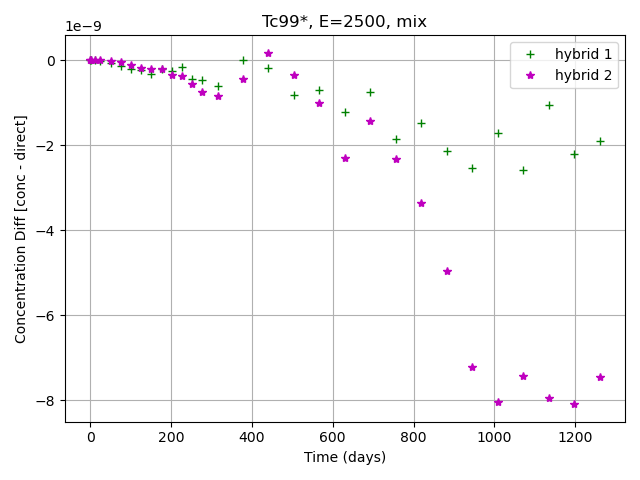 Tc99*, E=2500, mix
1e−9
hybrid 1
hybrid 2
0
−2
−4
−6
−8
Concentration Diff [conc - direct]
0 200 400 600 800 1000 1200
Time (days)